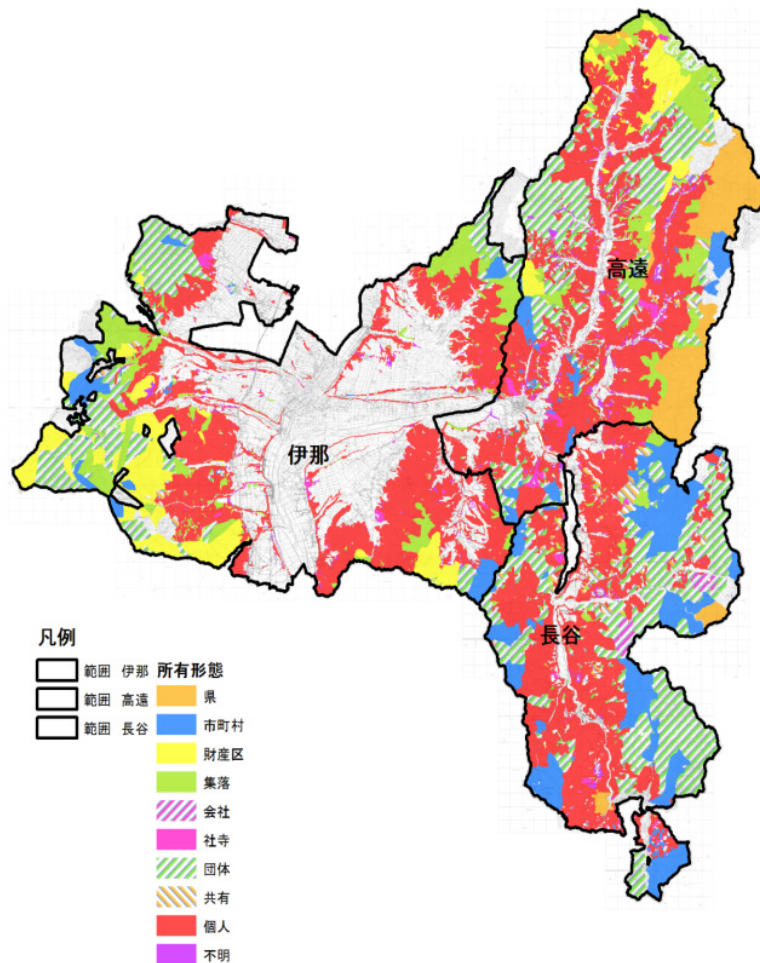 高遠
伊那
長谷
凡例
範囲 伊那
範囲 高遠
範囲 長谷
所有形態
県
市町村
財産区
集落
会社
社寺
団体
共有
個人
不明